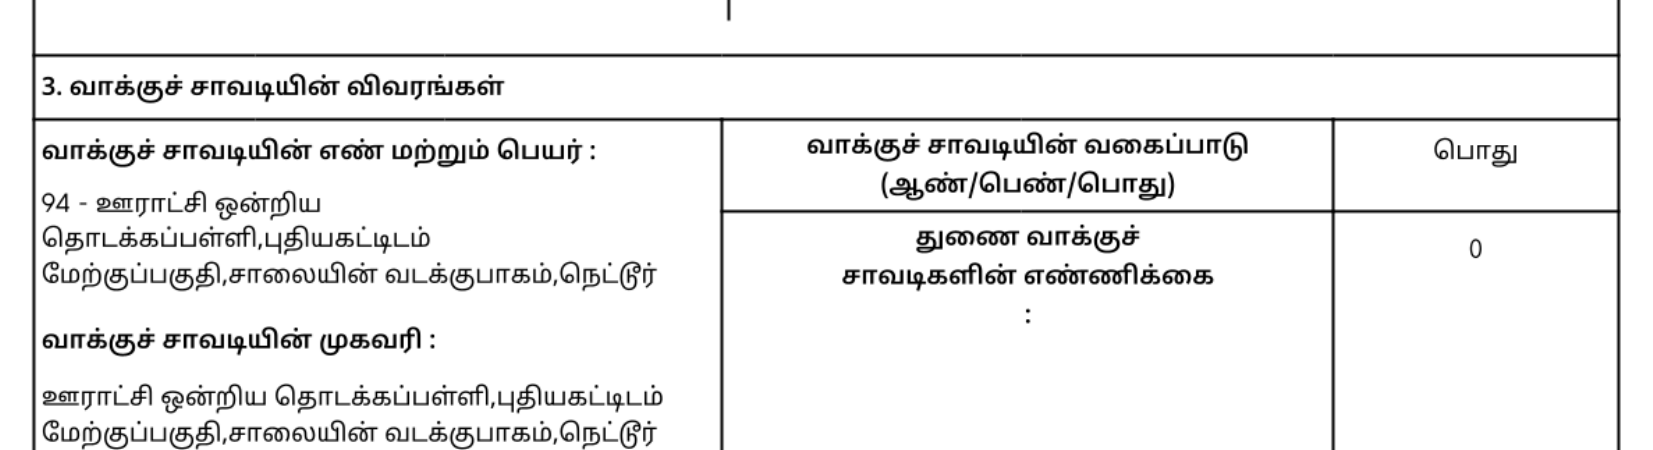 3. வாக்குச் சாவடியின் விவரங்கள்
வாக்குச் சாவடியின் எண் மற்றும் பெயர் :
94 - ஊராட்சி ஒன்றிய
தொடக்கப்பள்ளி,புதியகட்டிடம்
மேற்குப்பகுதி,சாலையின் வடக்குபாகம்,நெட்டூர்
வாக்குச் சாவடியின் முகவரி :
ஊராட்சி ஒன்றிய தொடக்கப்பள்ளி,புதியகட்டிடம்
மேற்குப்பகுதி,சாலையின் வடக்குபாகம்,நெட்டூர்
வாக்குச் சாவடியின் வகைப்பாடு
(ஆண்/பெண்/பொது)
பொது
துணை வாக்குச்
சாவடிகளின் எண்ணிக்கை
:
0